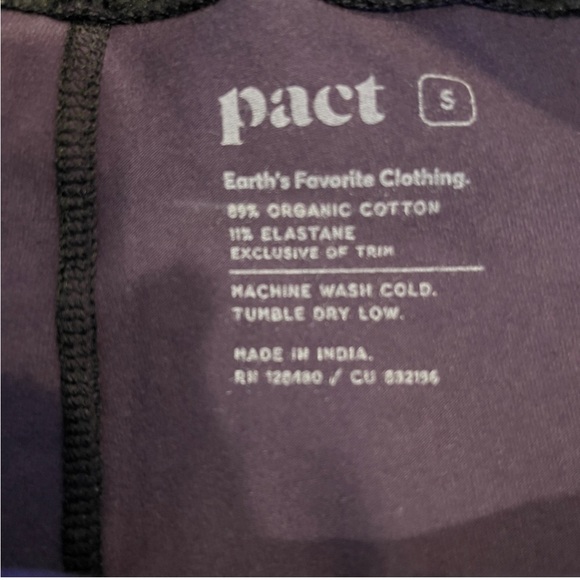 pact S
Earth's Favorite Clothing.
89% ORGANIC COTTON
11% ELASTANE
EXCLUSIVE OF TRIM
MACHINE WASH COLD.
TUMBLE DRY LOW.
MADE IN INDIA.
RN 128480 / CU 832196